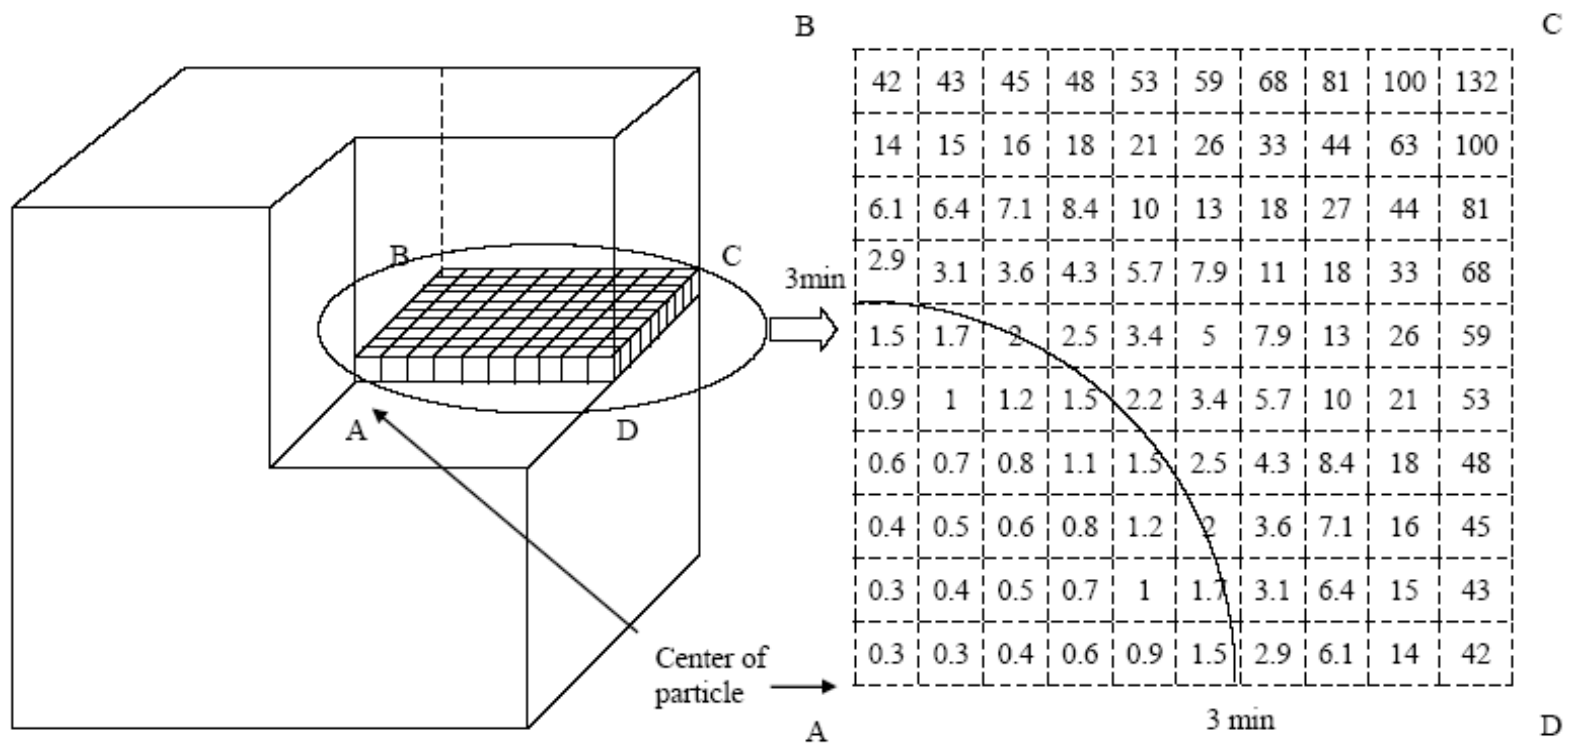 B C
42 43 45 48 53 59 68 81 100 132
14 15 16 18 21 26 33 44 63 100
6.1 6.4 7.1 8.4 10 13 18 27 44 81
B C
3min
2.9 3.1 3.6 4.3 5.7 7.9 11 18 33 68
1.5 1.7 2 2.5 3.4 5 7.9 13 26 59
0.9 1 1.2 1.5 2.2 3.4 5.7 10 21 53
A D
0.6 0.7 0.8 1.1 1.5 2.5 4.3 8.4 18 48
0.4 0.5 0.6 0.8 1.2 2 3.6 7.1 16 45
0.3 0.4 0.5 0.7 1 1.7 3.1 6.4 15 43
0.3 0.3 0.4 0.6 0.9 1.5 2.9 6.1 14 42
Center of
particle
A 3 min D